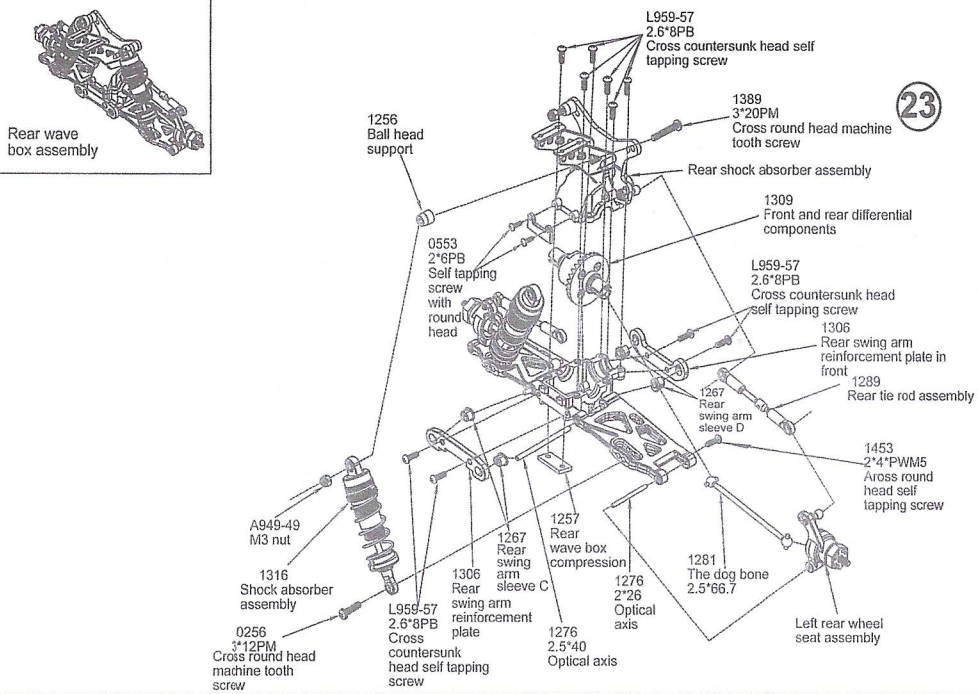 Rear wave
box assembly
23
L959-57
2.6*8PB
Cross countersunk head self
tapping screw
1256
Ball head
support
1389
3*20PM
Cross round head machine
tooth screw
Rear shock absorber assembly
1309
Front and rear differential
components
0553
2*6PB
Self tapping
screw
with
round
head
L959-57
2.6*8PB
Cross countersunk head
self tapping screw
1306
Rear swing arm
reinforcement plate in
front
1289
Rear tie rod assembly
1267
Rear
swing arm
sleeve D
1453
2*4*PWM5
Aross round
head self
tapping screw
A949-49
M3 nut
1316
Shock absorber
assembly
0256
3*12PM
Cross round head
machine tooth
screw
L959-57
2.6*8PB
Cross
countersunk
head self tapping
screw
1306
Rear
swing arm
reinforcement
plate
1267
Rear
swing
arm
sleeve C
1276
2.5*40
Optical axis
1257
Rear
wave box
compression
1276
2*26
Optical
axis
1281
The dog bone
2.5*66.7
Left rear wheel
seat assembly